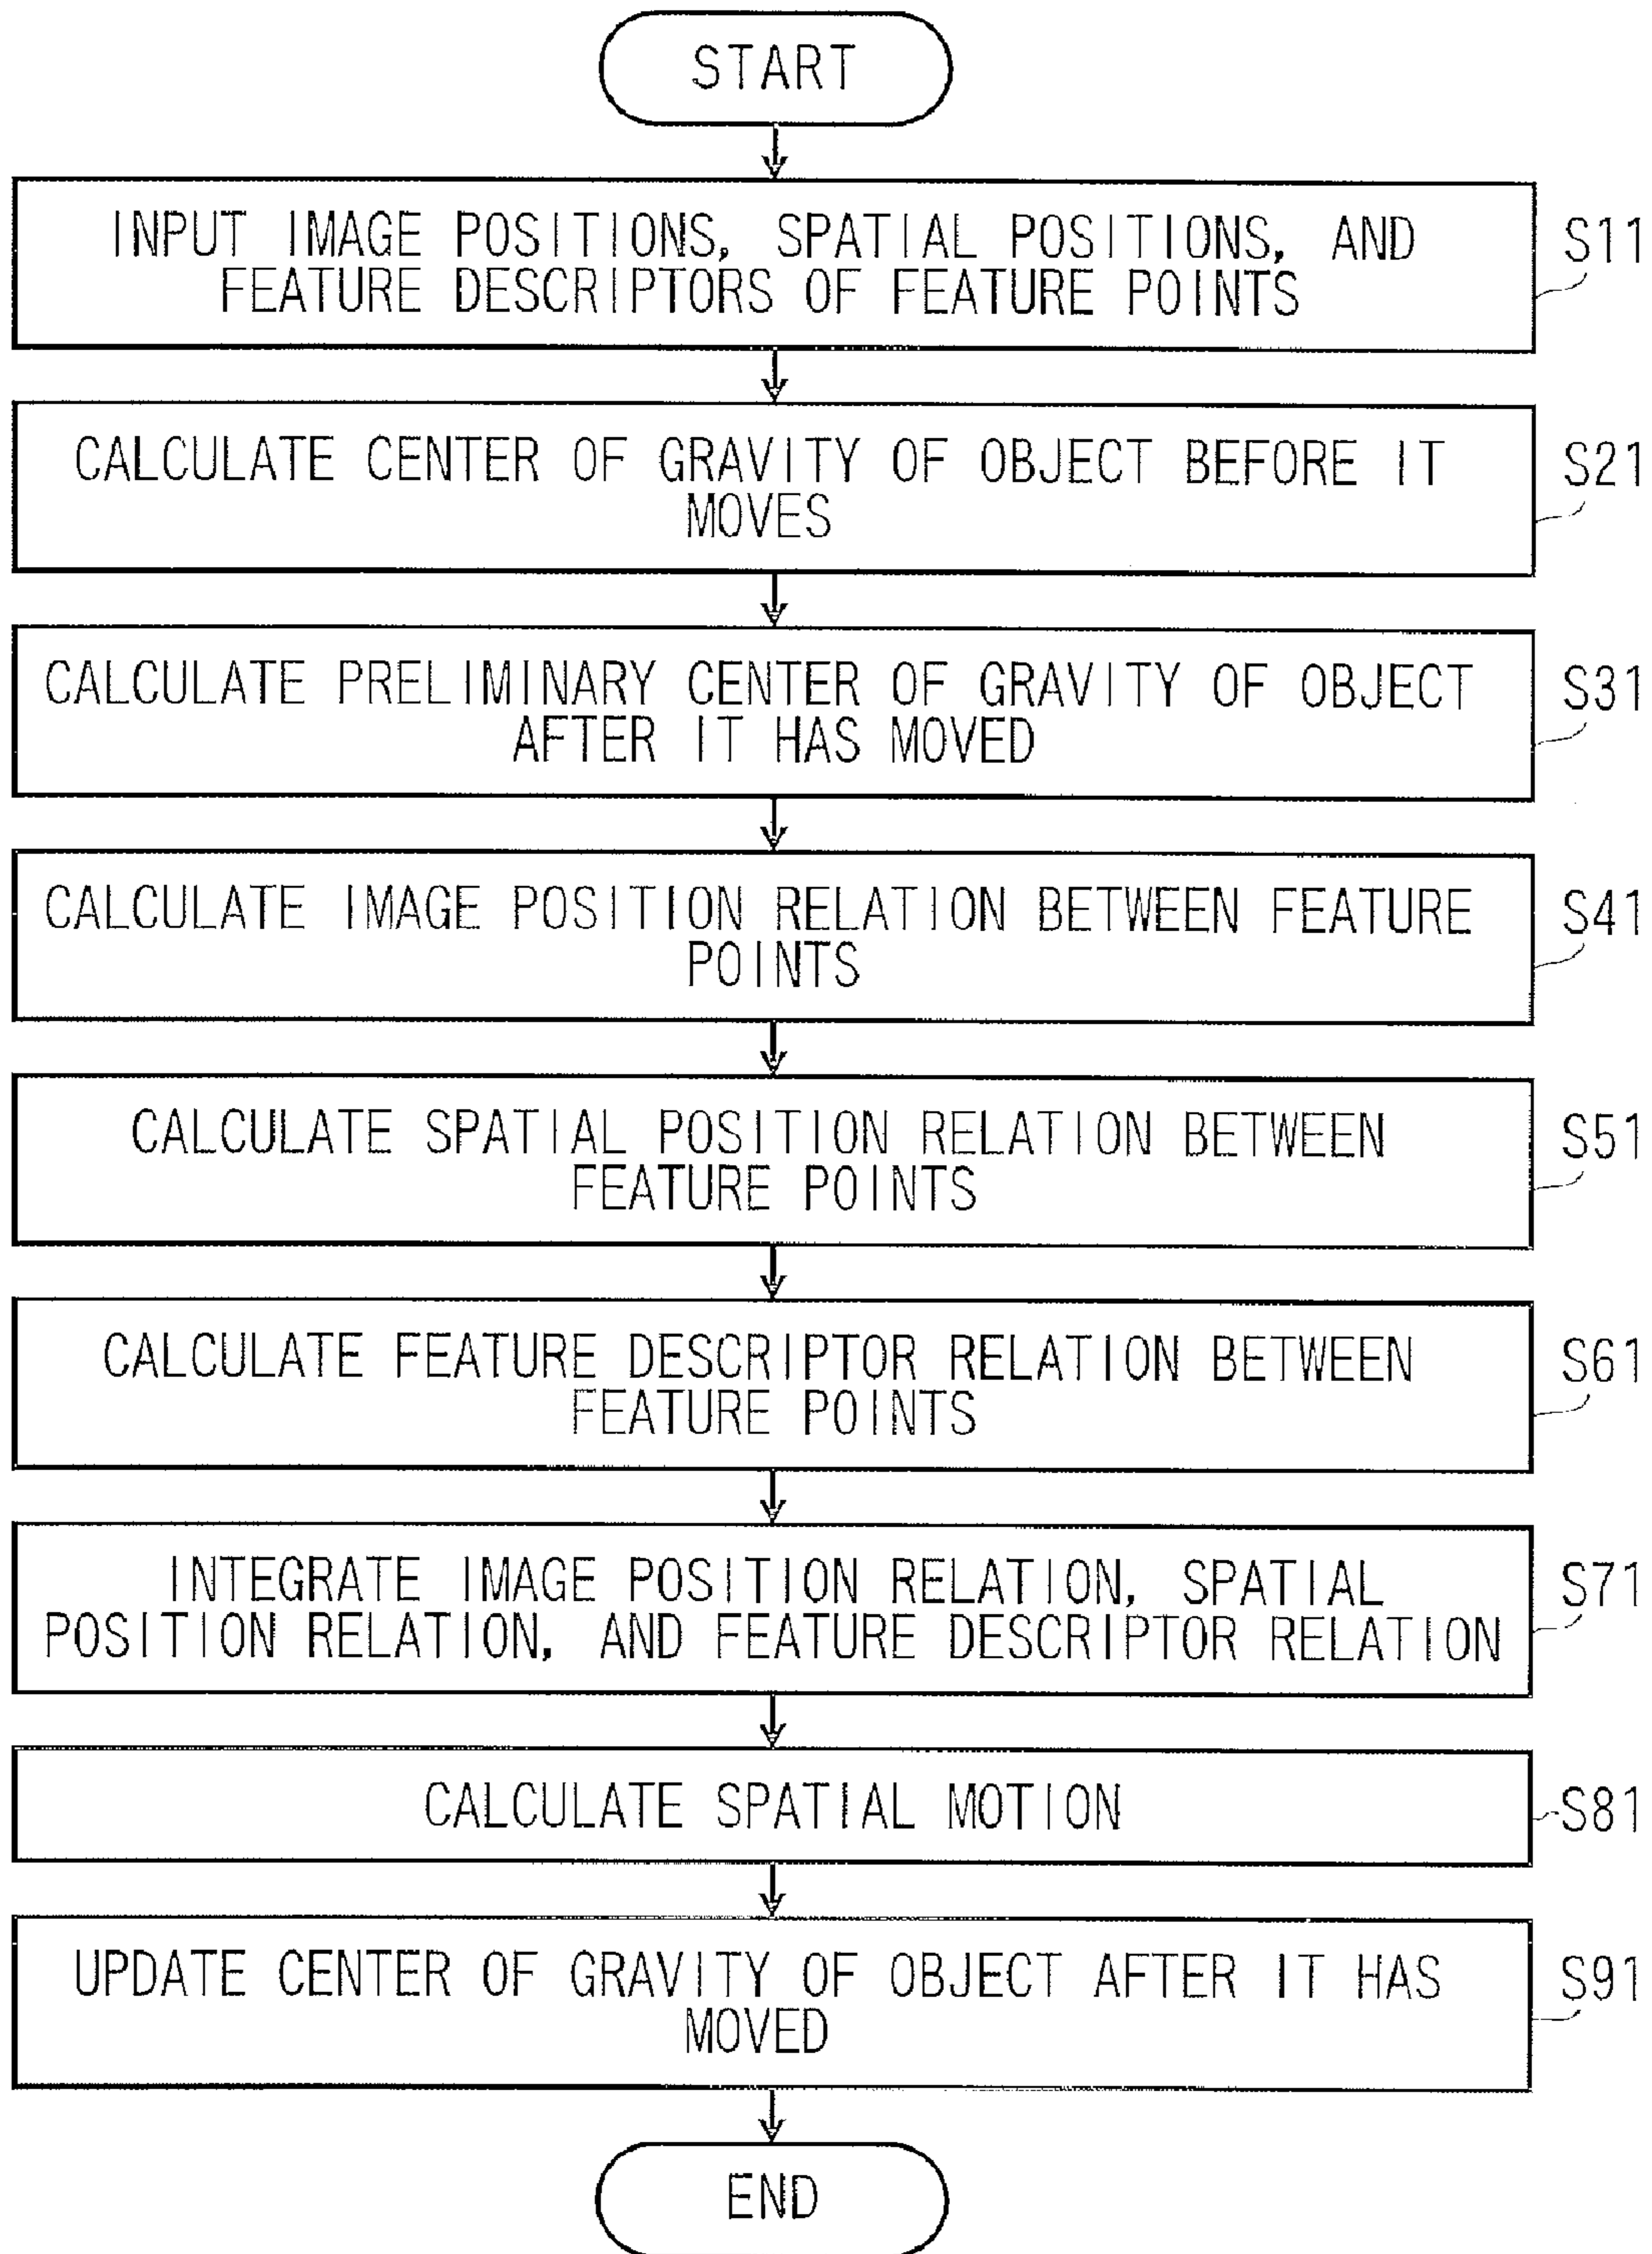 START
INPUT IMAGE POSITIONS, SPATIAL POSITIONS, AND
FEATURE DESCRIPTORS OF FEATURE POINTS
S11
CALCULATE CENTER OF GRAVITY OF OBJECT BEFORE IT
MOVES
S21
CALCULATE PRELIMINARY CENTER OF GRAVITY OF OBJECT
AFTER IT HAS MOVED
S31
CALCULATE IMAGE POSITION RELATION BETWEEN FEATURE
POINTS
S41
CALCULATE SPATIAL POSITION RELATION BETWEEN
FEATURE POINTS
S51
CALCULATE FEATURE DESCRIPTOR RELATION BETWEEN
FEATURE POINTS
S61
INTEGRATE IMAGE POSITION RELATION, SPATIAL
POSITION RELATION, AND FEATURE DESCRIPTOR RELATION
S71
CALCULATE SPATIAL MOTION
S81
UPDATE CENTER OF GRAVITY OF OBJECT AFTER IT HAS
MOVED
S91
END